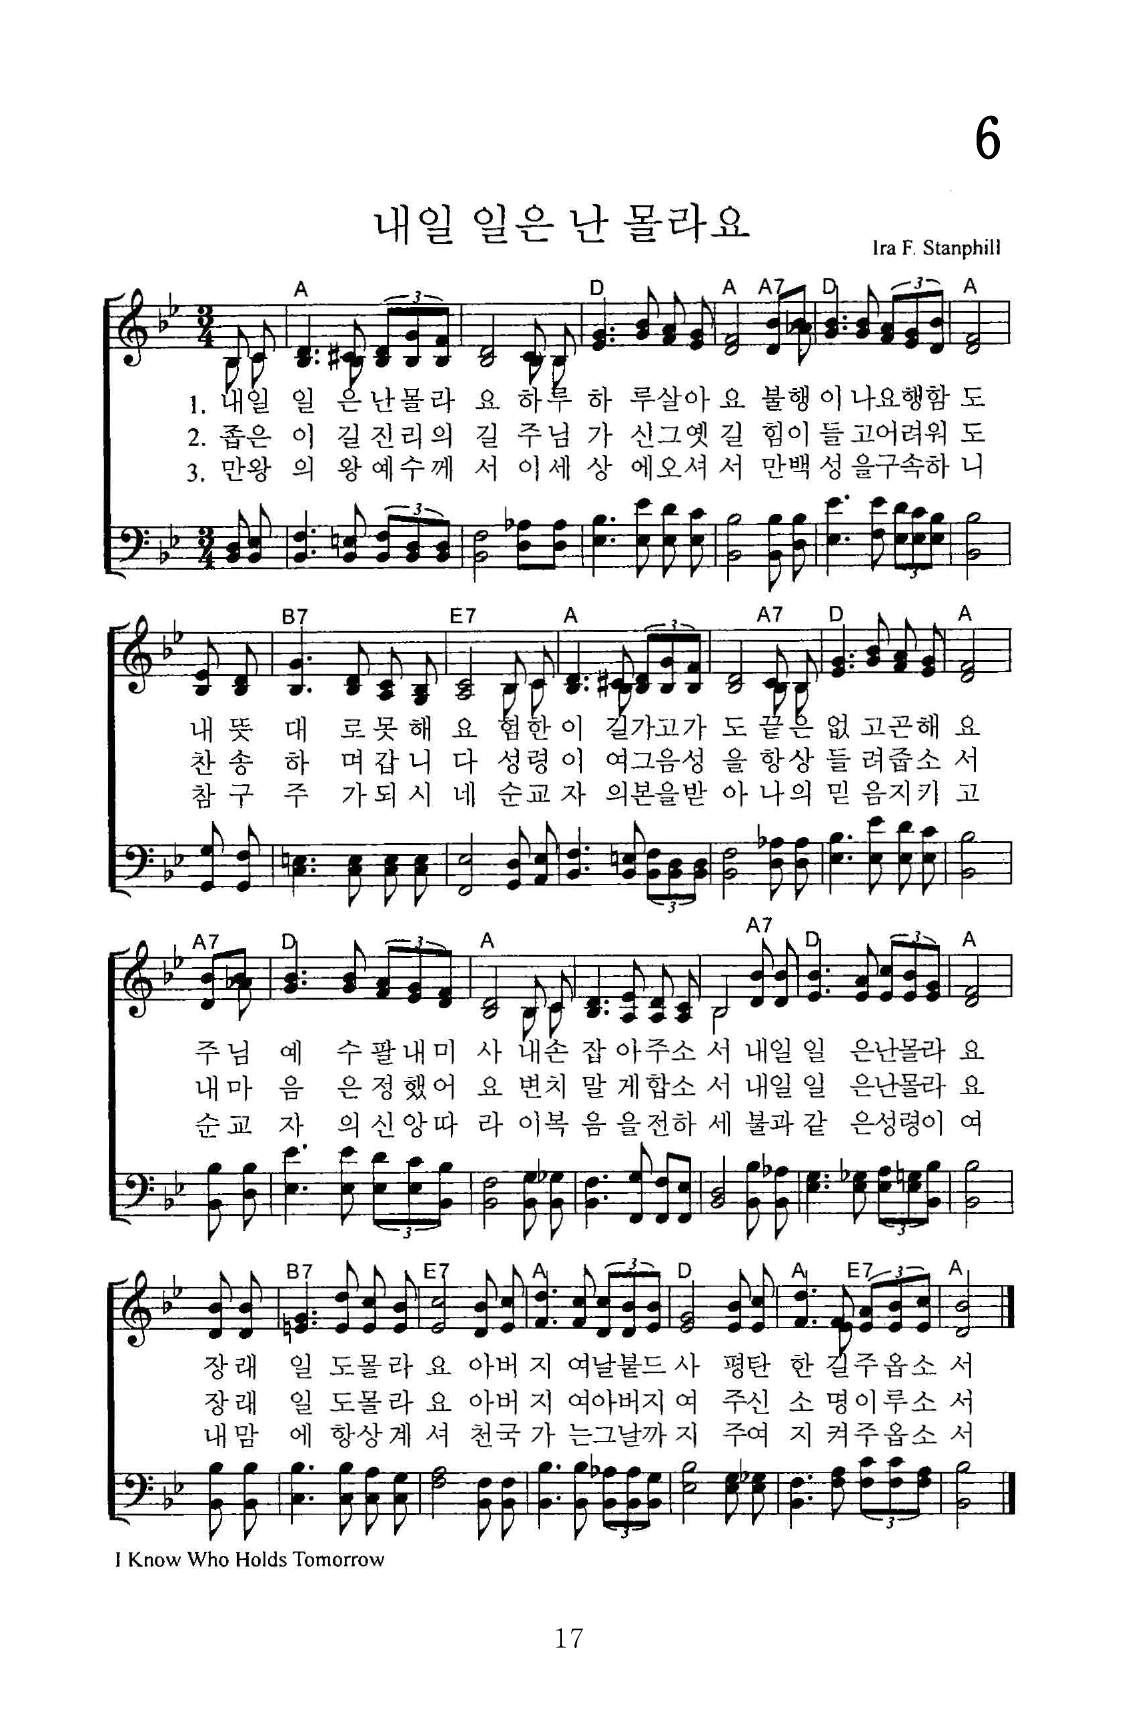 6
내일 일은 난 몰라요
Ira F. Stanphill
A D A A7 D A
1. 내일 일 은난몰라 요 하루 하 루살아 요 불행 이나요행함 도
2. 좁은 이 길진리의 길 주님 가 신그옛 길 힘이 들고어려워 도
3. 만왕 의 왕예수께 서 이세 상 에오셔 서 만백 성을구속하 니
B7 E7 A A7 D A
내 뜻 대 로못해 요 험한 이 길가고가 도 끝은 없 고곤해 요
찬 송 하 며갑니 다 성령 이 여그음성 을 항상 들 려줍소 서
참 구 주 가되시 네 순교 자 의본을받 아 나의 믿 음지키 고
A7 D A A7 D A
주님 예 수팔내미 사 내손 잡 아주소 서 내일 일 은난몰라 요
내마 음 은정했어 요 변치 말 게합소 서 내일 일 은난몰라 요
순교 자 의신앙따 라 이복 음 을전하 세 불과 같 은성령이 여
B7 E7 A D A E7 A
장래 일 도몰라 요 아버 지 여날붙드 사 평탄 한 길주옵소 서
장래 일 도몰라 요 아버 지 여아버지 여 주신 소 명이루소 서
내맘 에 항상계 셔 천국 가 는그날까 지 주여 지 켜주옵소 서
I Know Who Holds Tomorrow
17